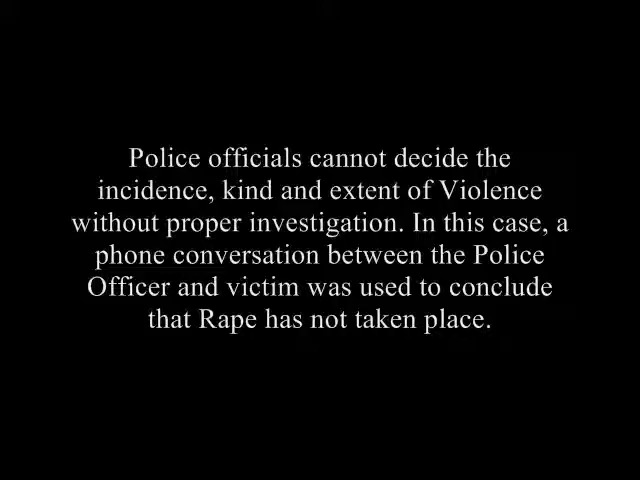 Police officials cannot decide the
incidence, kind and extent of Violence
without proper investigation. In this case, a
phone conversation between the Police
Officer and victim was used to conclude
that Rape has not taken place.